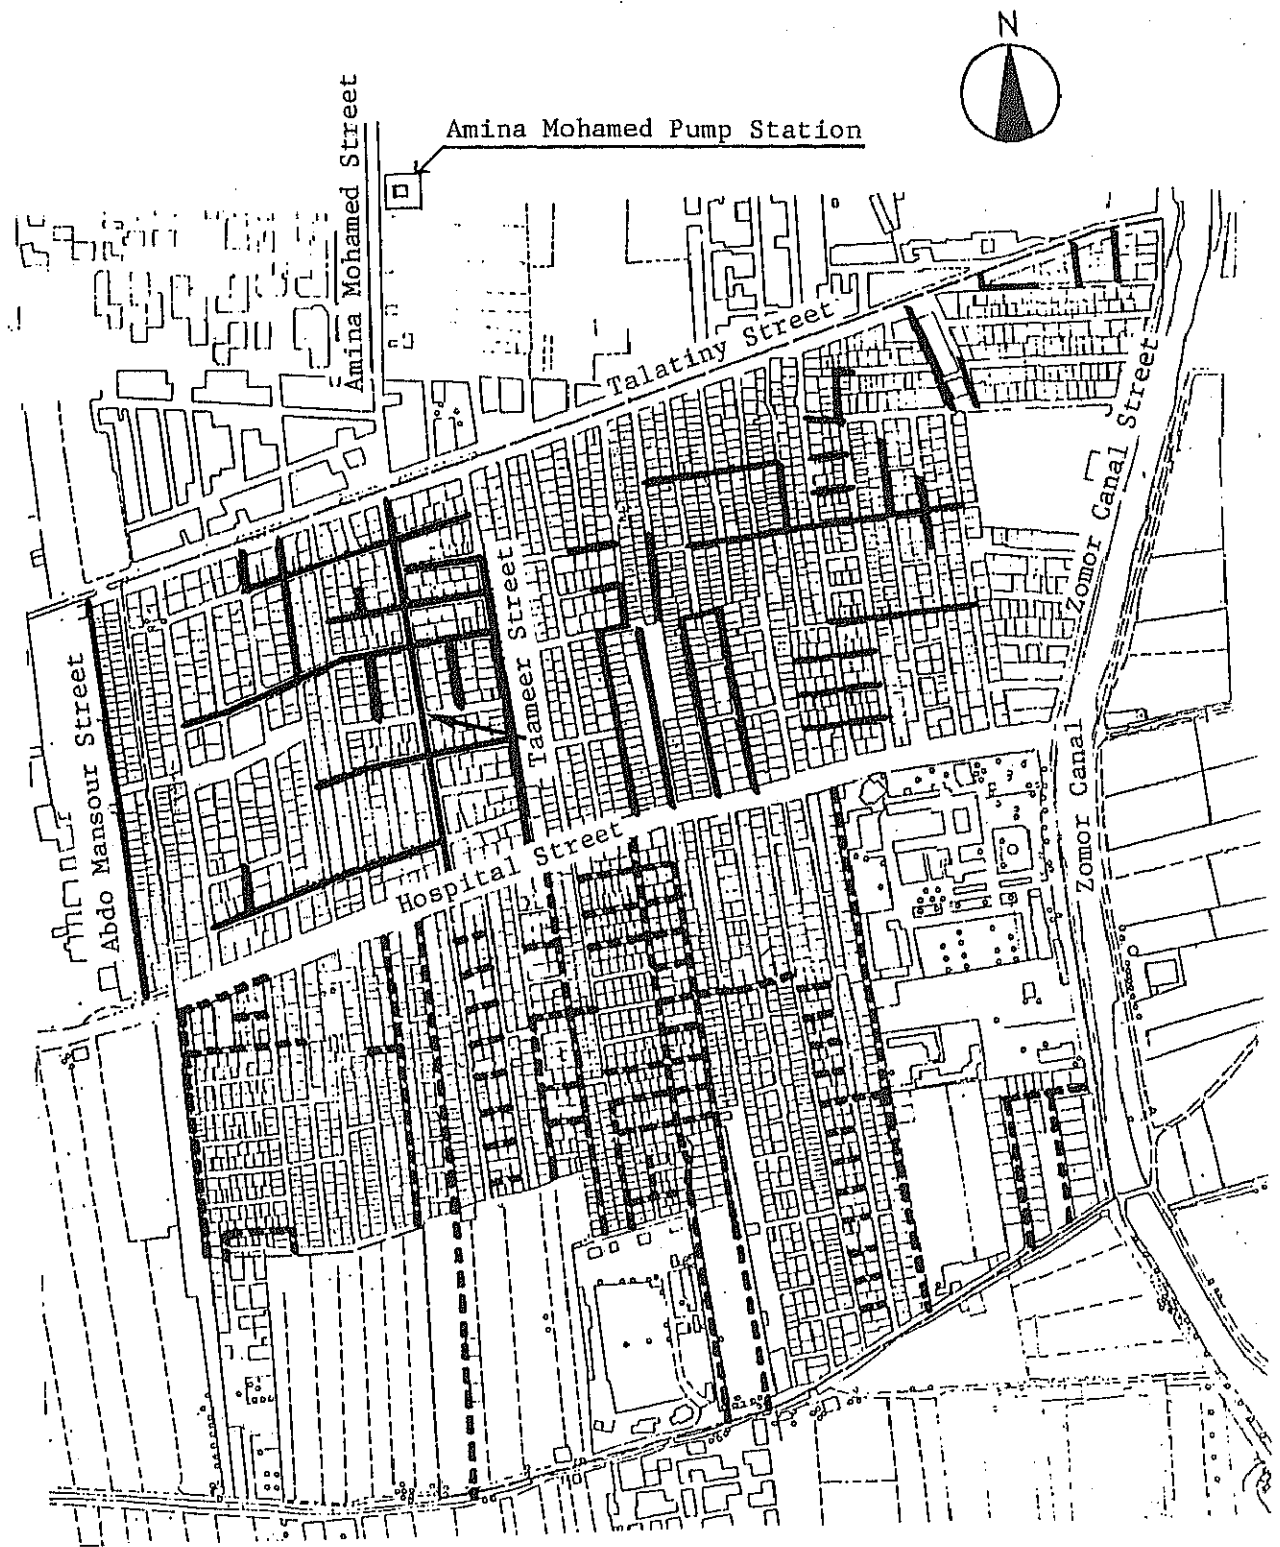 N
Amina Mohamed Pump Station
Amina Mohamed Street
Talatiny Street
Zomor Canal Street
Taameer Street
Abdo Mansour Street
Hospital Street
Zomor Canal